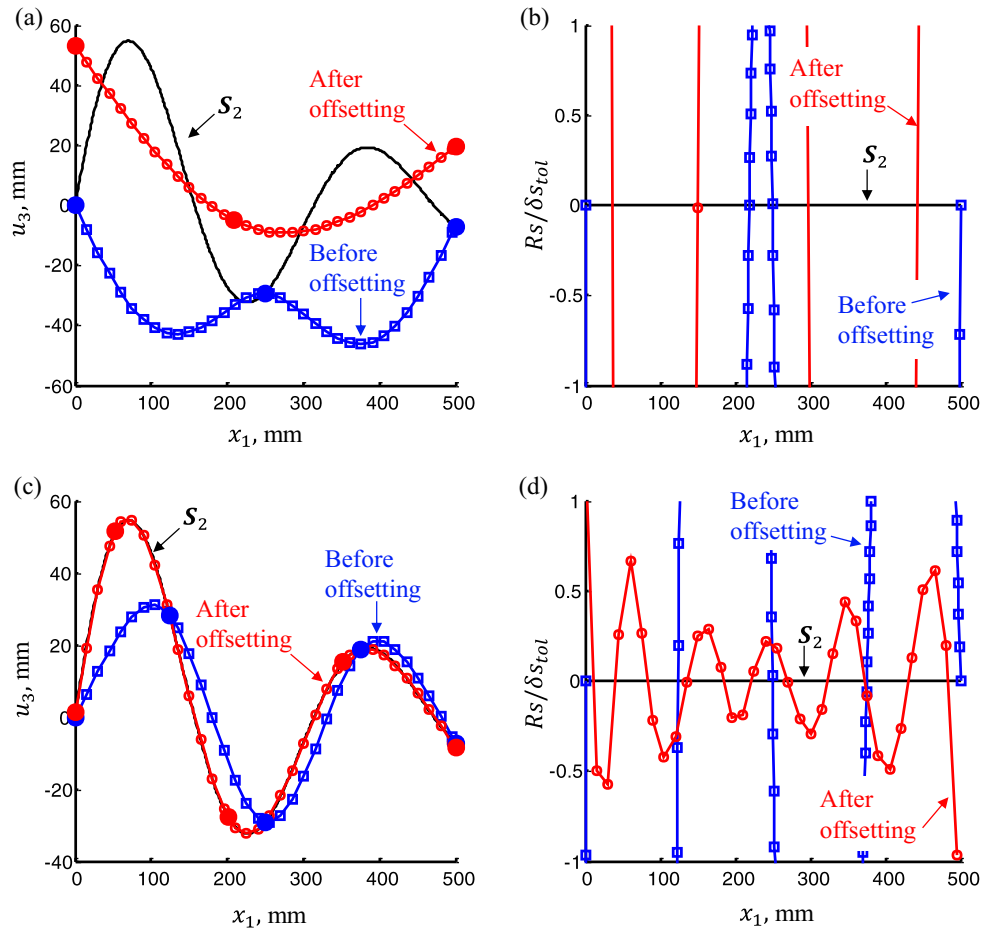 (a)
60
40
20
0
-20
-40
-60
u₃, mm
0 100 200 300 400 500
x₁, mm
S₂
After
offsetting
Before
offsetting
(b)
1
0.5
0
-0.5
-1
Rs/δs_tol
0 100 200 300 400 500
x₁, mm
After
offsetting
S₂
Before
offsetting
(c)
60
40
20
0
-20
-40
u₃, mm
0 100 200 300 400 500
x₁, mm
S₂
Before
offsetting
After
offsetting
(d)
1
0.5
0
-0.5
-1
Rs/δs_tol
0 100 200 300 400 500
x₁, mm
Before
offsetting
S₂
After
offsetting